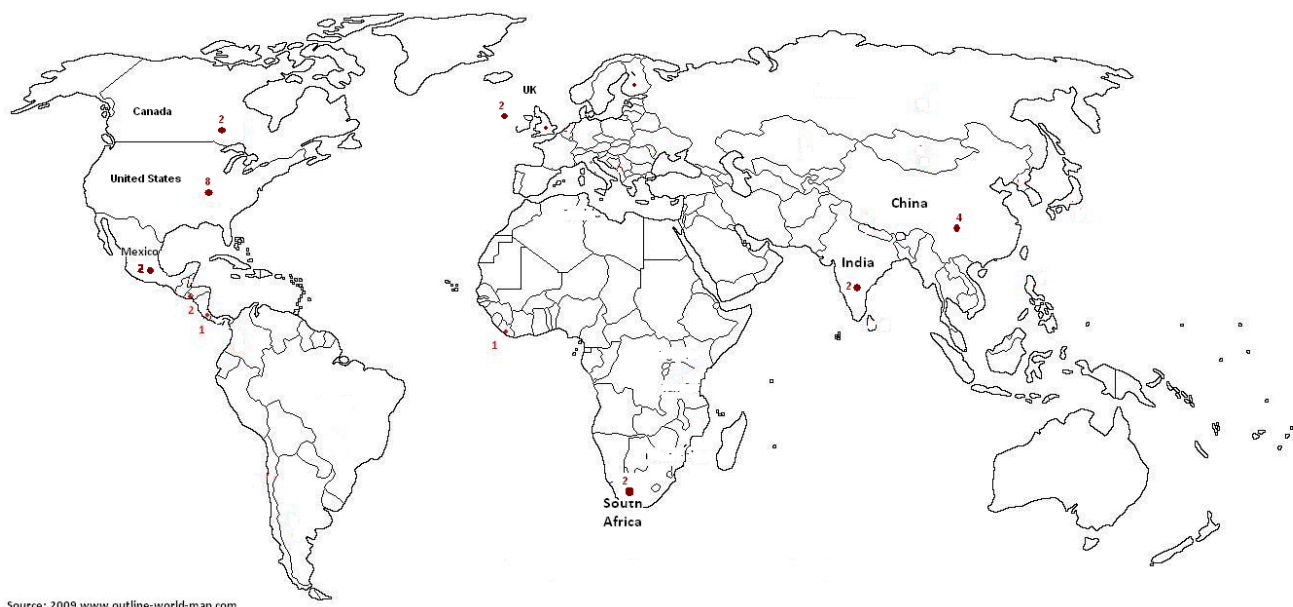 UK
2
Canada
2
United States
8
China
4
Mexico
2
India
2
2
1
1
2
South
Africa
Source: 2009 www.outline-world-map.com